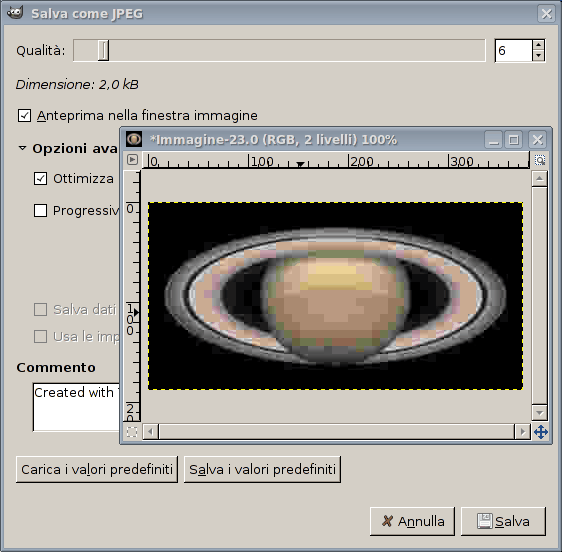 Salva come JPEG
Qualità:
6
Dimensione: 2,0 kB
Anteprima nella finestra immagine
*Immagine-23.0 (RGB, 2 livelli) 100%
Opzioni ava
0 100 200 300
Ottimizza
0
Progressiv
Salva dati
100
Usa le imp
Commento
Created with
20
Carica i valori predefiniti
Salva i valori predefiniti
Annulla
Salva